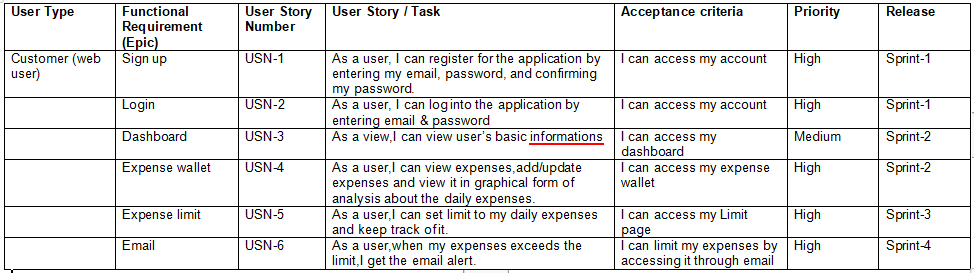 User Type Functional Requirement (Epic) User Story Number User Story / Task Acceptance criteria Priority Release
Customer (web user) Sign up USN-1 As a user, I can register for the application by entering my email, password, and confirming my password. I can access my account High Sprint-1
Login USN-2 As a user, I can log into the application by entering email & password I can access my account High Sprint-1
Dashboard USN-3 As a view,I can view user's basic informations I can access my dashboard Medium Sprint-2
Expense wallet USN-4 As a user,I can view expenses,add/update expenses and view it in graphical form of analysis about the daily expenses. I can access my expense wallet High Sprint-2
Expense limit USN-5 As a user,I can set limit to my daily expenses and keep track of it. I can access my Limit page High Sprint-3
Email USN-6 As a user,when my expenses exceeds the limit,I get the email alert. I can limit my expenses by accessing it through email High Sprint-4